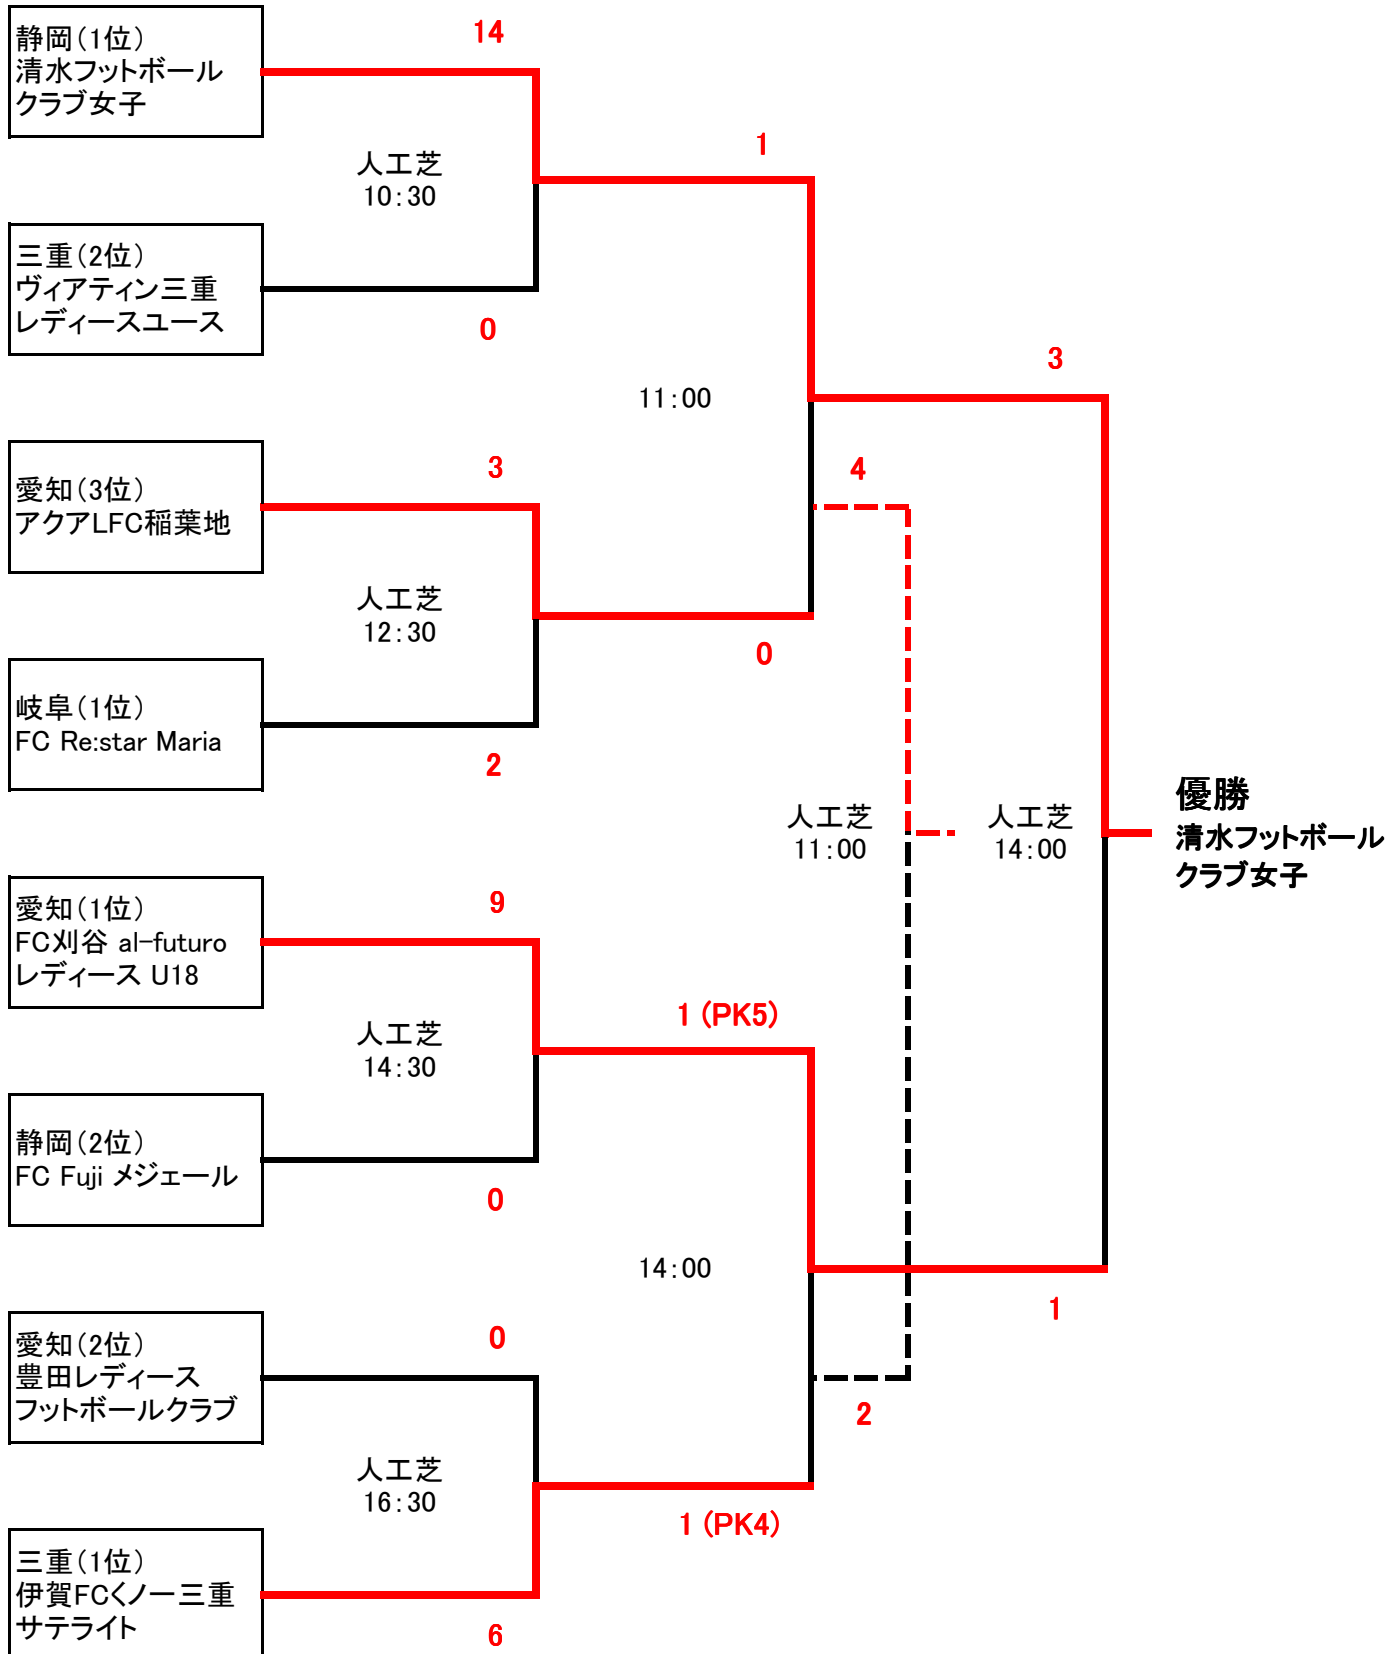 静岡(1位)
清水フットボール
クラブ女子
14
人工芝
10:30
1
三重(2位)
ヴィアティン三重
レディースユース
0
11:00
3
愛知(3位)
アクアLFC稲葉地
3
4
人工芝
12:30
0
岐阜(1位)
FC Re:star Maria
2
人工芝
11:00
人工芝
14:00
優勝
清水フットボール
クラブ女子
愛知(1位)
FC刈谷 al-futuro
レディース U18
9
1 (PK5)
人工芝
14:30
静岡(2位)
FC Fuji メジェール
0
14:00
1
愛知(2位)
豊田レディース
フットボールクラブ
0
2
人工芝
16:30
1 (PK4)
三重(1位)
伊賀FCくノ一三重
サテライト
6